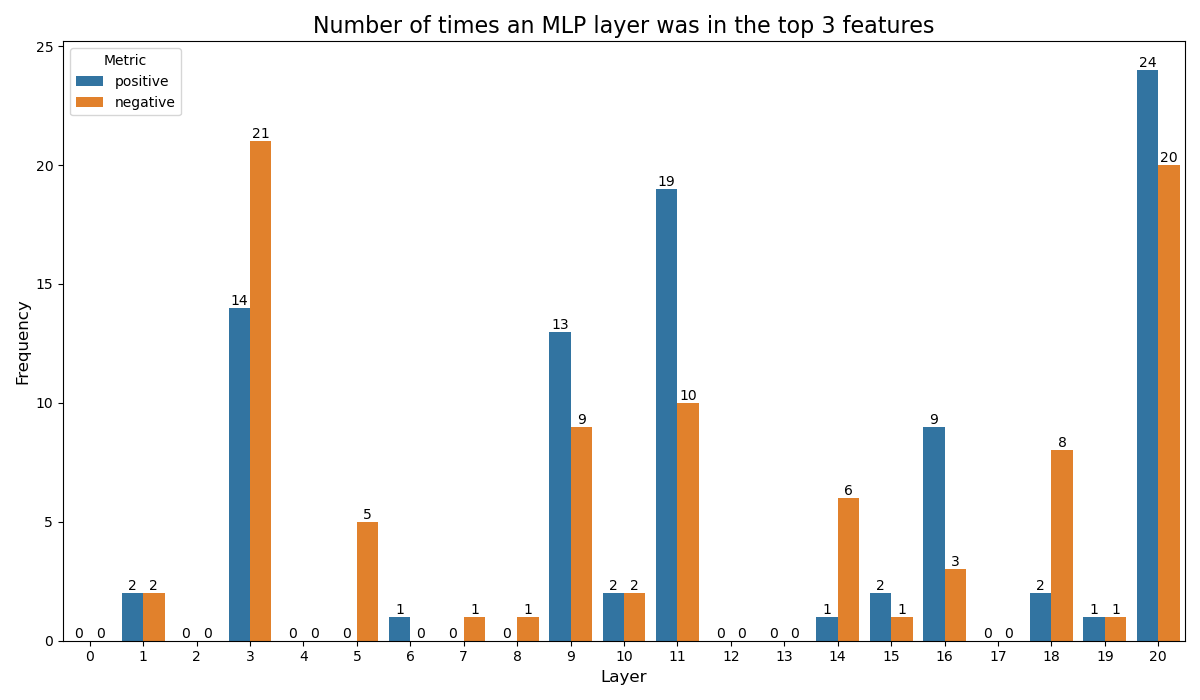 Number of times an MLP layer was in the top 3 features
Metric
positive
negative
Frequency
25
20
15
10
5
0
0 0 2 2 0 0 14 21 0 0 0 5 1 0 0 1 0 1 13 9 2 2 19 10 0 0 0 0 1 6 2 1 9 3 0 0 2 8 1 1 24 20
0 1 2 3 4 5 6 7 8 9 10 11 12 13 14 15 16 17 18 19 20
Layer